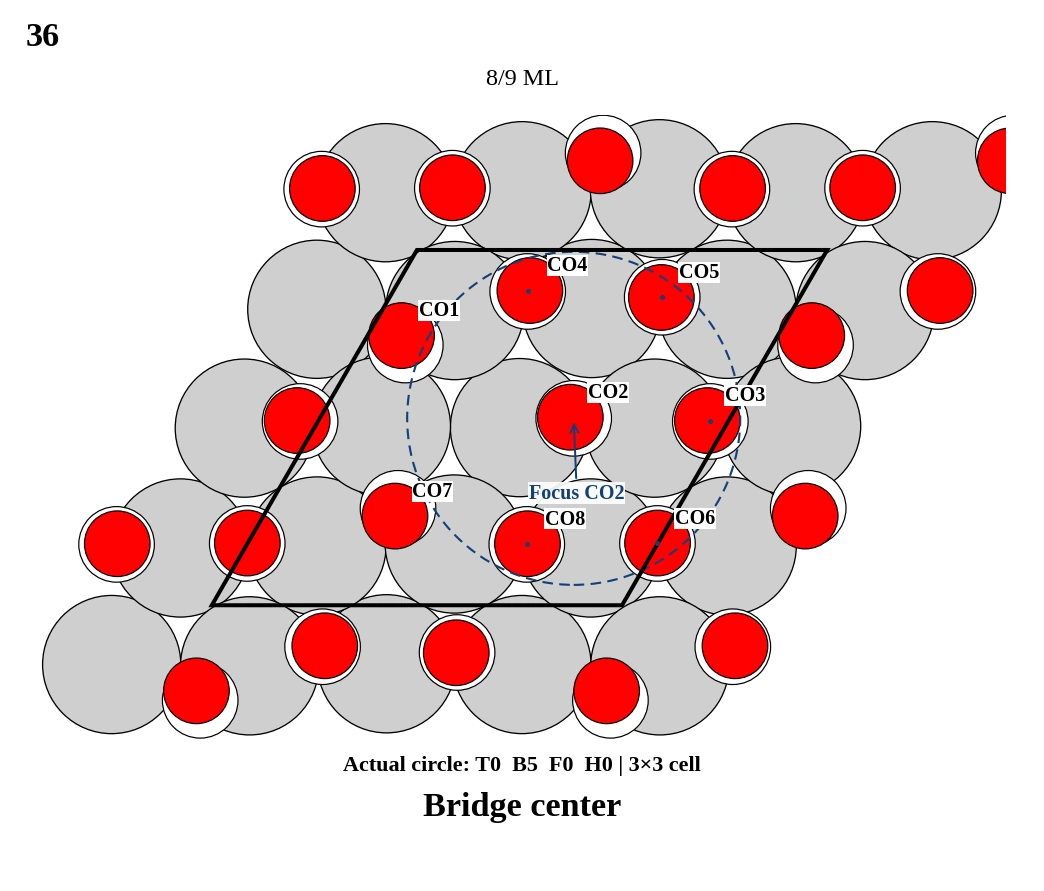 36
8/9 ML
CO4
CO5
CO1
CO2
CO3
CO7
Focus CO2
CO8
CO6
Actual circle: T0  B5  F0  H0 | 3×3 cell
Bridge center